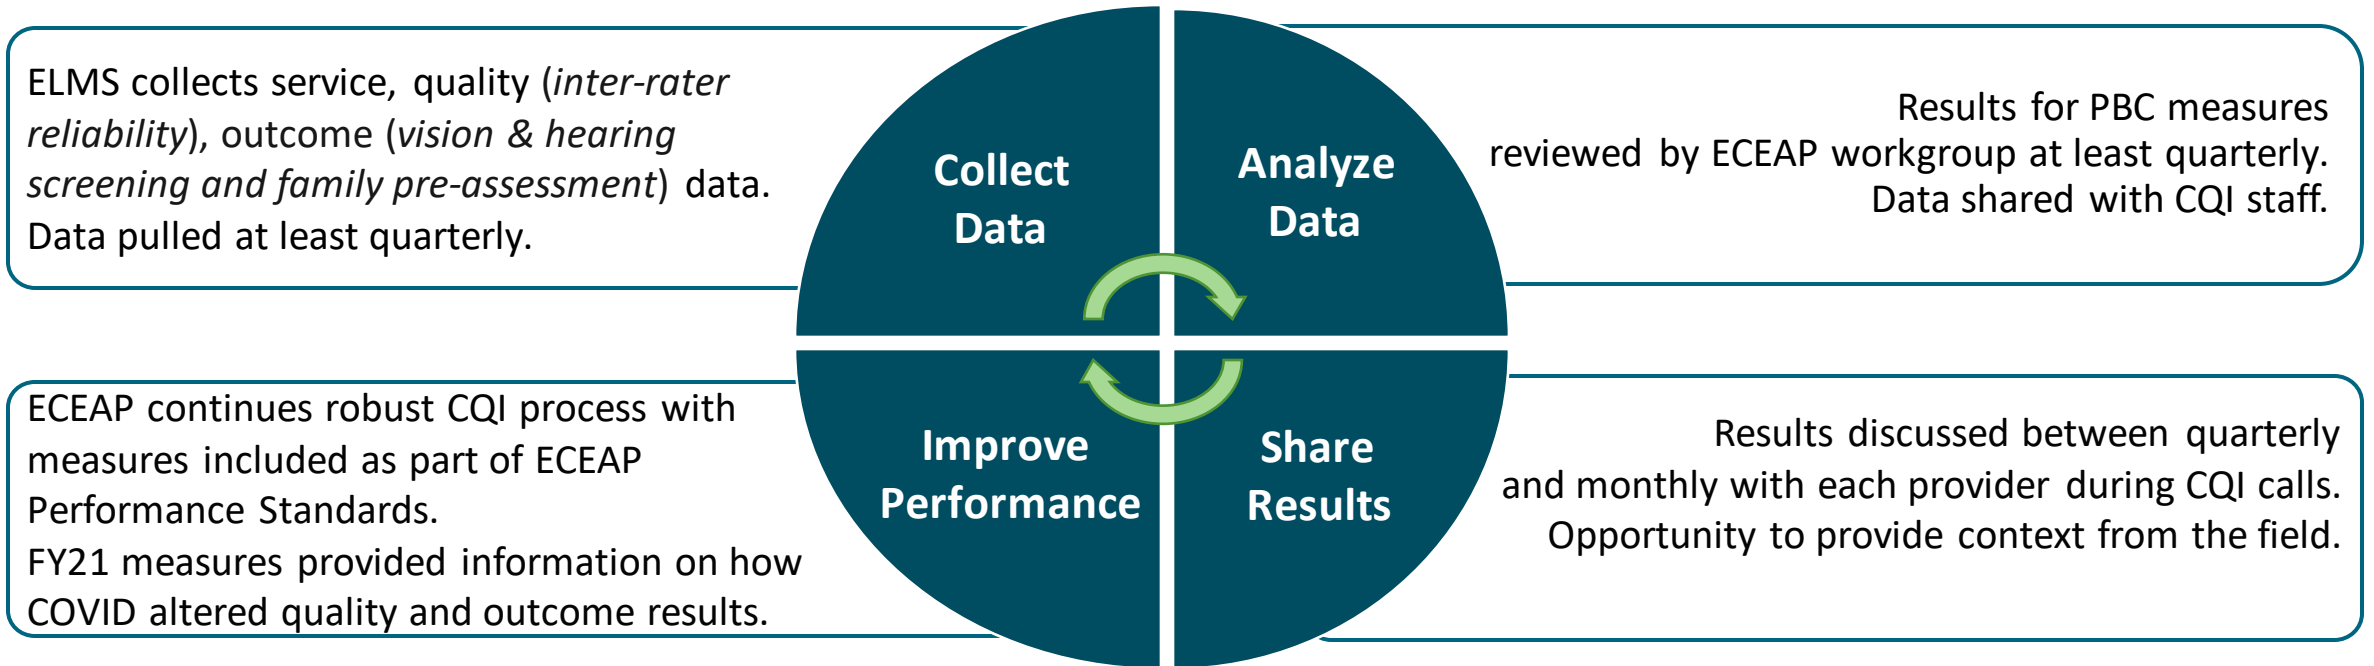 ELMS collects service, quality (inter-rater
reliability), outcome (vision & hearing
screening and family pre-assessment) data.
Data pulled at least quarterly.
Collect
Data
Analyze
Data
Results for PBC measures
reviewed by ECEAP workgroup at least quarterly.
Data shared with CQI staff.
ECEAP continues robust CQI process with
measures included as part of ECEAP
Performance Standards.
FY21 measures provided information on how
COVID altered quality and outcome results.
Improve
Performance
Share
Results
Results discussed between quarterly
and monthly with each provider during CQI calls.
Opportunity to provide context from the field.